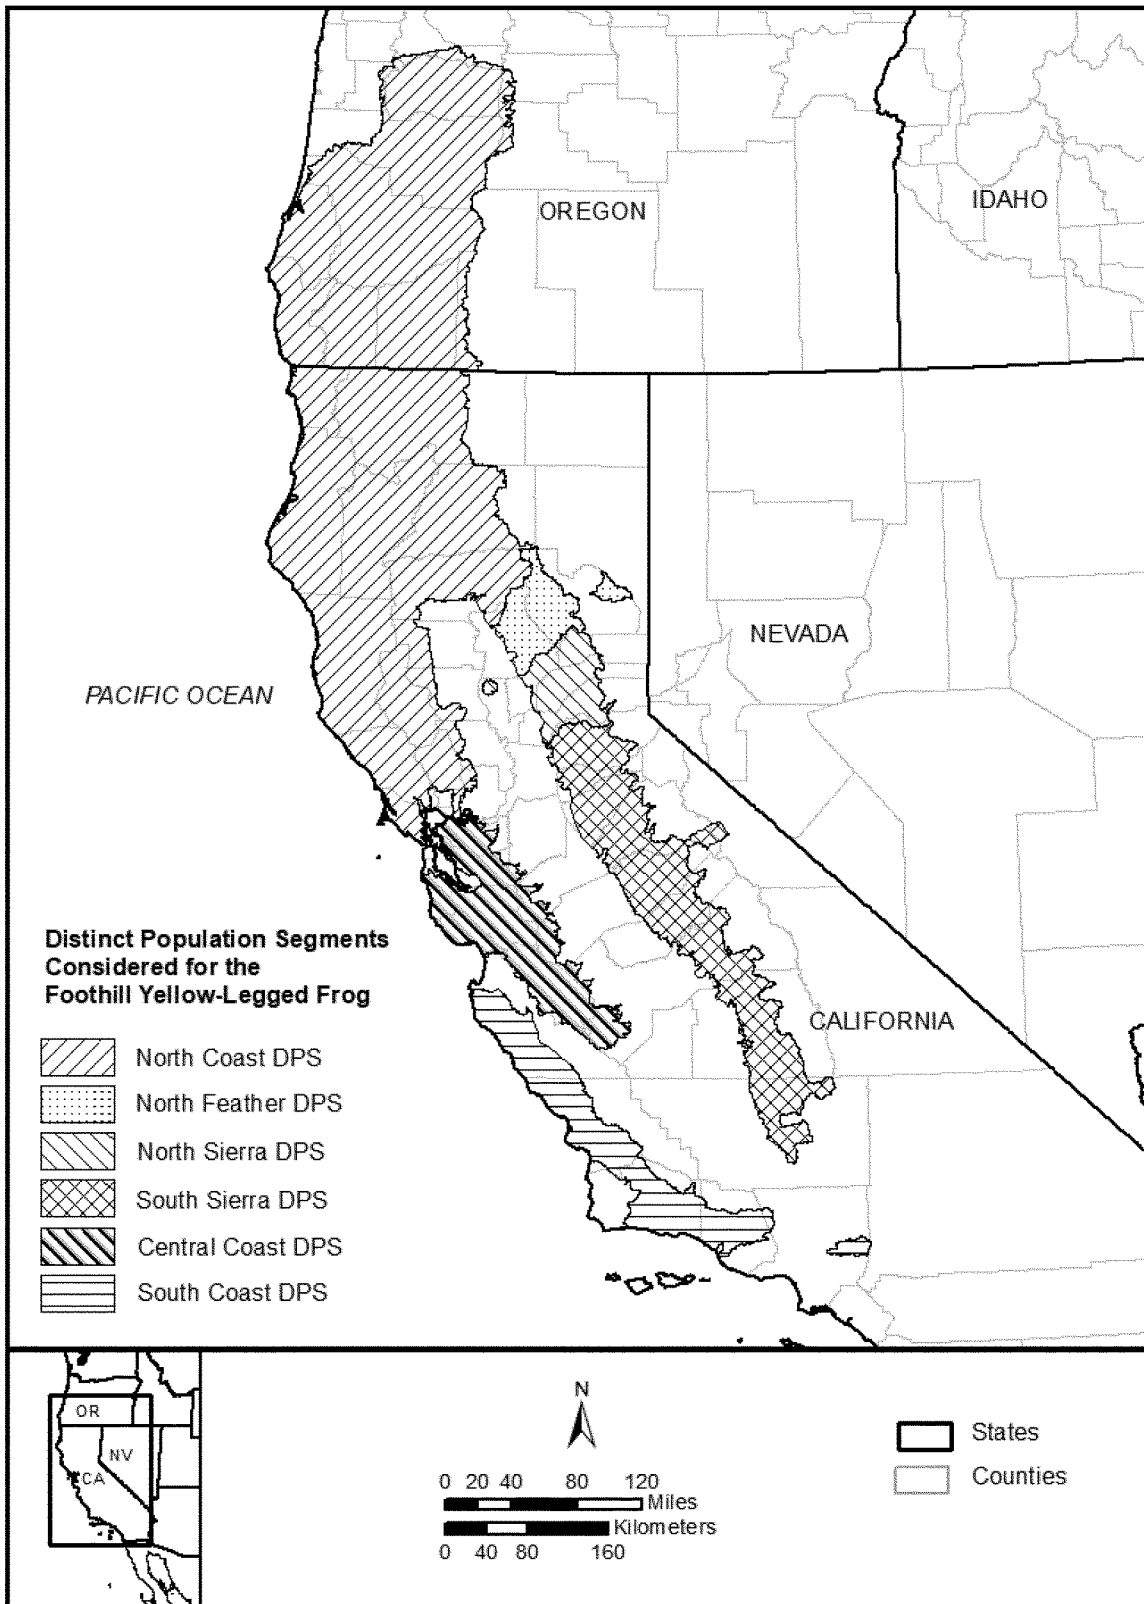 OREGON
IDAHO
NEVADA
PACIFIC OCEAN
CALIFORNIA
Distinct Population Segments
Considered for the
Foothill Yellow-Legged Frog
North Coast DPS
North Feather DPS
North Sierra DPS
South Sierra DPS
Central Coast DPS
South Coast DPS
OR
NV
CA
N
0 20 40 80 120
Miles
Kilometers
0 40 80 160
States
Counties